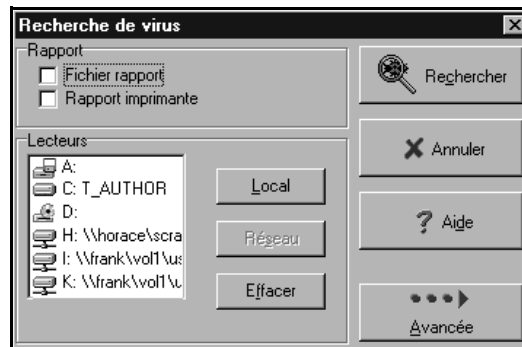 Recherche de virus
Rapport
Fichier rapport
Rapport imprimante
Rechercher
Annuler
Aide
Avancée
Lecteurs
A:
C: T_AUTHOR
D:
H: \\horace\scra
I: \\frank\vol1\us
K: \\frank\vol1\u
Local
Réseau
Effacer